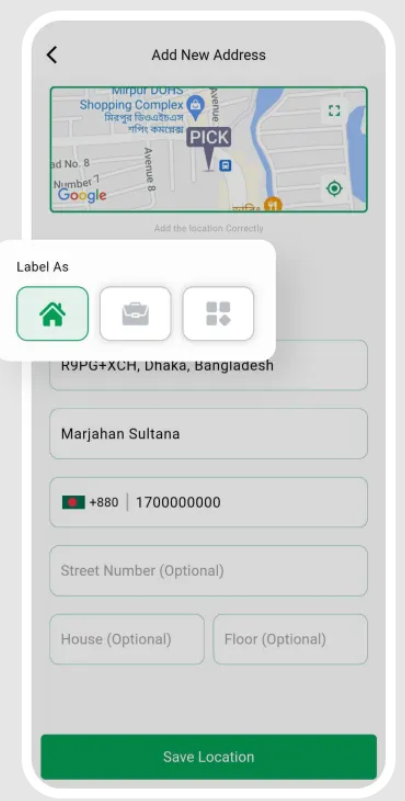 Add New Address
Mirpur DOHS
Shopping Complex
মিরপুর ডিওএইচএস
শপিং কমপ্লেক্স
Avenue
PICK
ad No. 8
Number 7
Avenue 8
Google
Add the location Correctly
Label As
R9PG+XCH, Dhaka, Bangladesh
Marjahan Sultana
+880 | 1700000000
Street Number (Optional)
House (Optional)
Floor (Optional)
Save Location